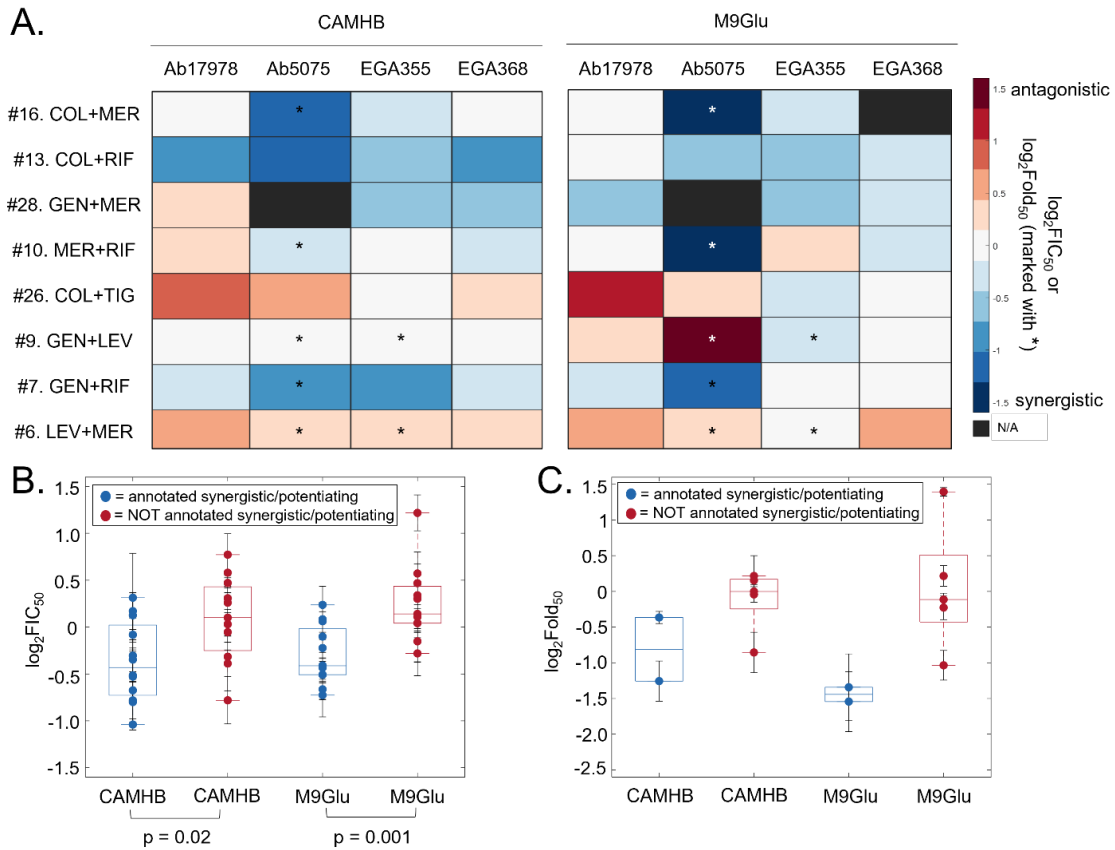 A.
CAMHB
M9Glu
Ab17978 Ab5075 EGA355 EGA368
Ab17978 Ab5075 EGA355 EGA368
#16. COL+MER
#13. COL+RIF
#28. GEN+MER
#10. MER+RIF
#26. COL+TIG
#9. GEN+LEV
#7. GEN+RIF
#6. LEV+MER
* *
* *
* * * *
* *
* * * *
1.5
1
0.5
0
-0.5
-1
-1.5
N/A
antagonistic
synergistic
log2FIC50 or
log2Fold50 (marked with *)
B.
= annotated synergistic/potentiating
= NOT annotated synergistic/potentiating
log2FIC50
1.5
1.0
0.5
0
-0.5
-1.0
-1.5
CAMHB CAMHB M9Glu M9Glu
p = 0.02 p = 0.001
C.
= annotated synergistic/potentiating
= NOT annotated synergistic/potentiating
log2Fold50
1.5
1.0
0.5
0
-0.5
-1.0
-1.5
-2.0
-2.5
CAMHB CAMHB M9Glu M9Glu